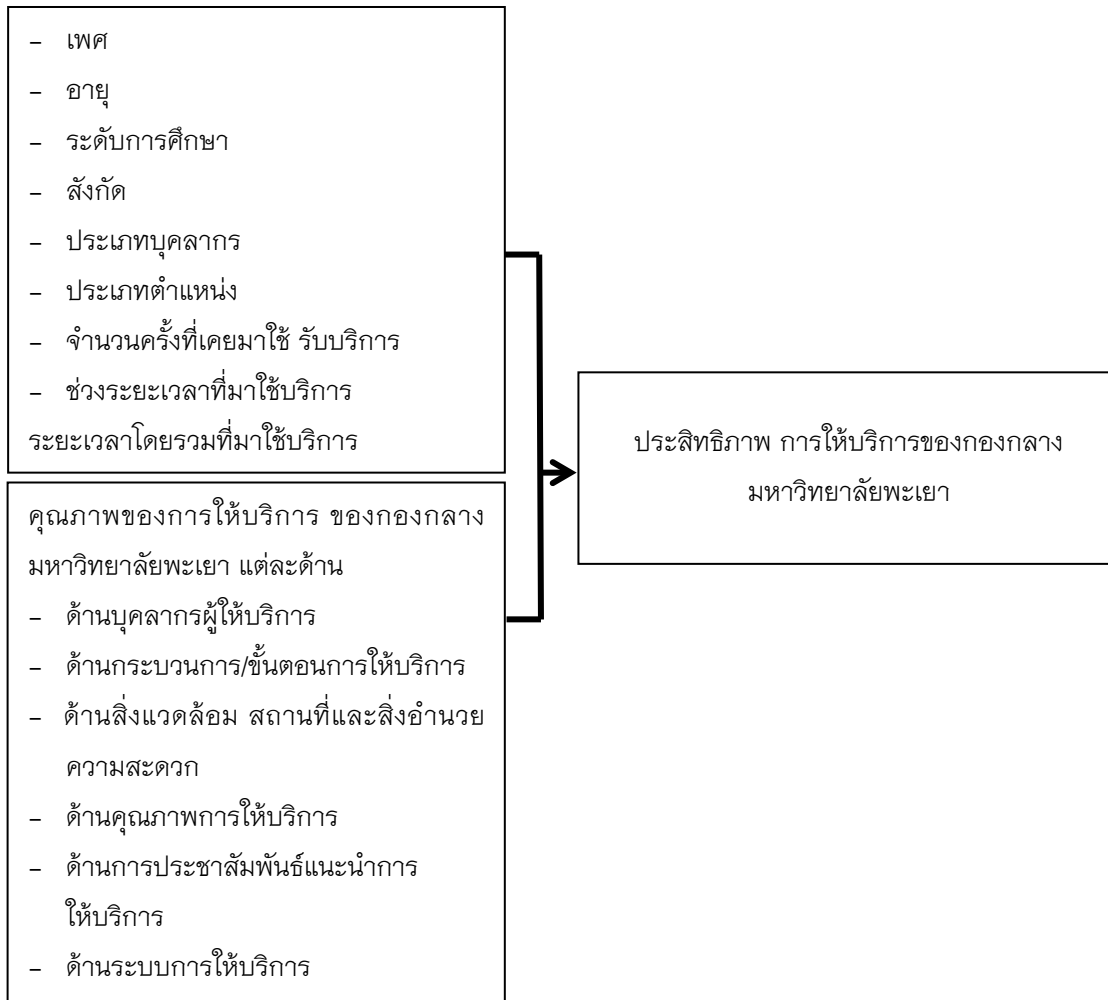 – เพศ
– อายุ
– ระดับการศึกษา
– สังกัด
– ประเภทบุคลากร
– ประเภทตำแหน่ง
– จำนวนครั้งที่เคยมาใช้ รับบริการ
– ช่วงระยะเวลาที่มาใช้บริการ
ระยะเวลาโดยรวมที่มาใช้บริการ
คุณภาพของการให้บริการ ของกองกลาง
มหาวิทยาลัยพะเยา แต่ละด้าน
– ด้านบุคลากรผู้ให้บริการ
– ด้านกระบวนการ/ขั้นตอนการให้บริการ
– ด้านสิ่งแวดล้อม สถานที่และสิ่งอำนวย
ความสะดวก
– ด้านคุณภาพการให้บริการ
– ด้านการประชาสัมพันธ์แนะนำการ
ให้บริการ
– ด้านระบบการให้บริการ
ประสิทธิภาพ การให้บริการของกองกลาง
มหาวิทยาลัยพะเยา